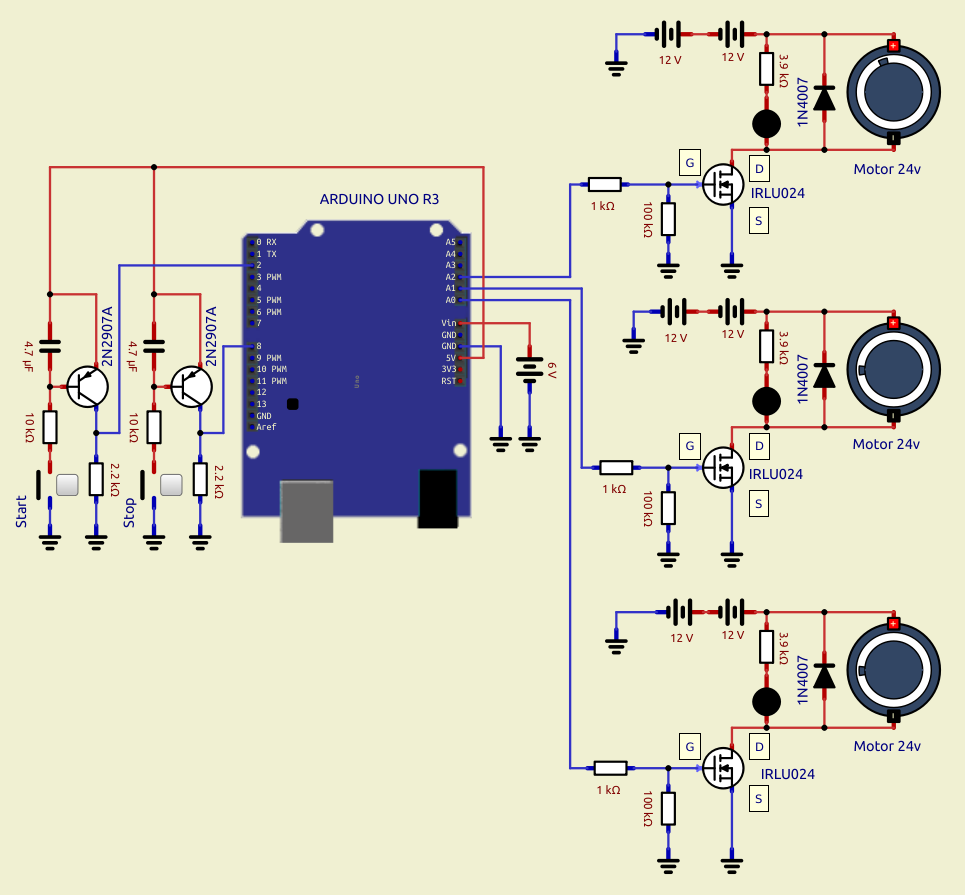 12 V
12 V
3.9 kΩ
1N4007
+
Motor 24v
G
D
S
IRLU024
1 kΩ
100 kΩ
ARDUINO UNO R3
0 RX
1 TX
2
3 PWM
4
5 PWM
6 PWM
7
8
9 PWM
10 PWM
11 PWM
12
13
GND
Aref
A5
A4
A3
A2
A1
A0
Vin
GND
GND
5V
3V3
RST
Uno
6 V
4.7 µF
2N2907A
10 kΩ
2.2 kΩ
Start
4.7 µF
2N2907A
10 kΩ
2.2 kΩ
Stop
12 V
12 V
3.9 kΩ
1N4007
+
Motor 24v
G
D
S
IRLU024
1 kΩ
100 kΩ
12 V
12 V
3.9 kΩ
1N4007
+
Motor 24v
G
D
S
IRLU024
1 kΩ
100 kΩ